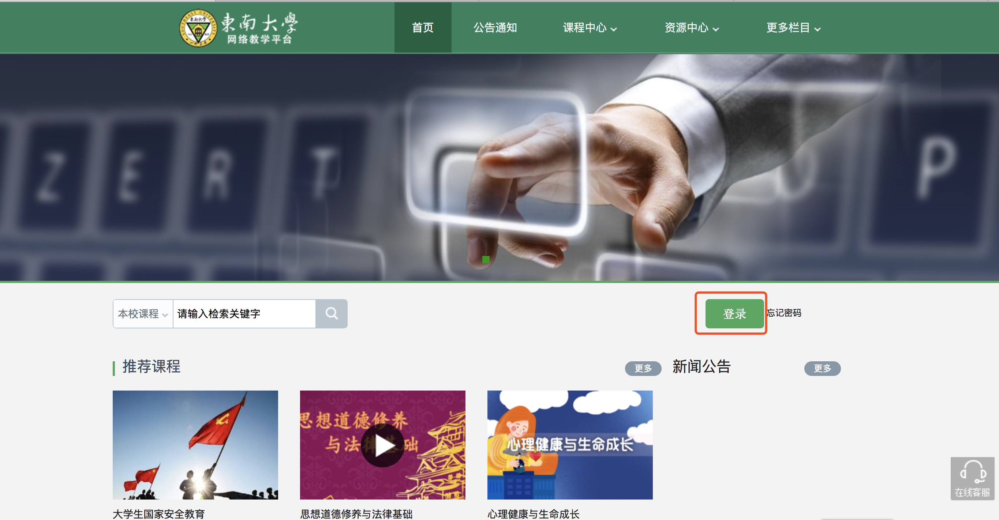 東南大學
网络教学平台
首页
公告通知
课程中心
资源中心
更多栏目
Z E R T
P
本校课程
请输入检索关键字
登录
忘记密码
推荐课程
更多
新闻公告
更多
思想道德修养
与法律基础
心理健康与生命成长
在线客服
大学生国家安全教育
思想道德修养与法律基础
心理健康与生命成长